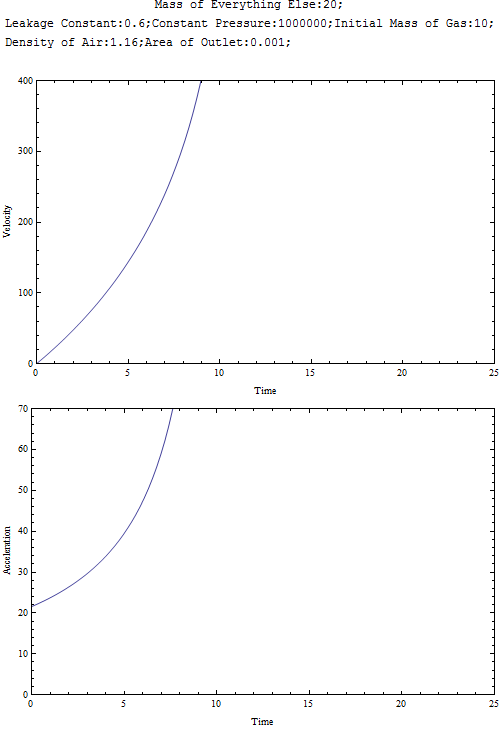 Mass of Everything Else:20;
Leakage Constant:0.6;Constant Pressure:1000000;Initial Mass of Gas:10;
Density of Air:1.16;Area of Outlet:0.001;
400
300
200
100
0
Velocity
0 5 10 15 20 25
Time
70
60
50
40
30
20
10
0
Acceleration
0 5 10 15 20 25
Time